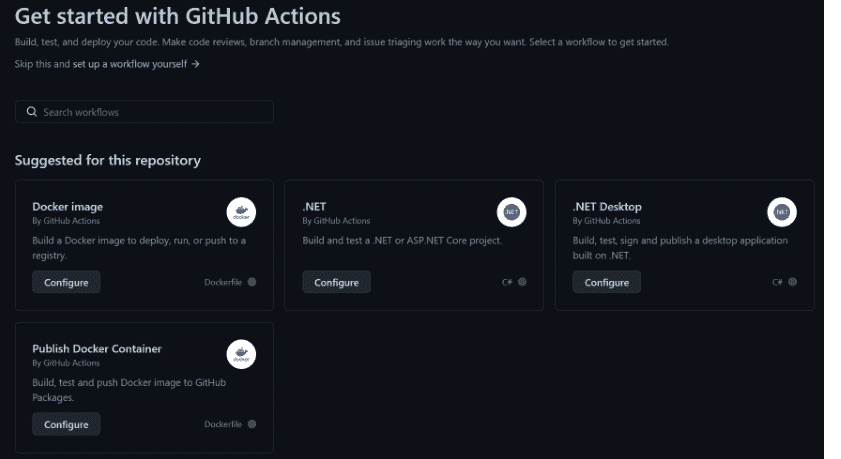 Get started with GitHub Actions
Build, test, and deploy your code. Make code reviews, branch management, and issue triaging work the way you want. Select a workflow to get started.
Skip this and set up a workflow yourself →
Search workflows
Suggested for this repository
Docker image
By GitHub Actions
Build a Docker image to deploy, run, or push to a
registry.
Configure
Dockerfile
docker
.NET
By GitHub Actions
Build and test a .NET or ASP.NET Core project.
Configure
C#
.NET
.NET Desktop
By GitHub Actions
Build, test, sign and publish a desktop application
built on .NET.
Configure
C#
.NET
Publish Docker Container
By GitHub Actions
Build, test and push Docker image to GitHub
Packages.
Configure
Dockerfile
docker